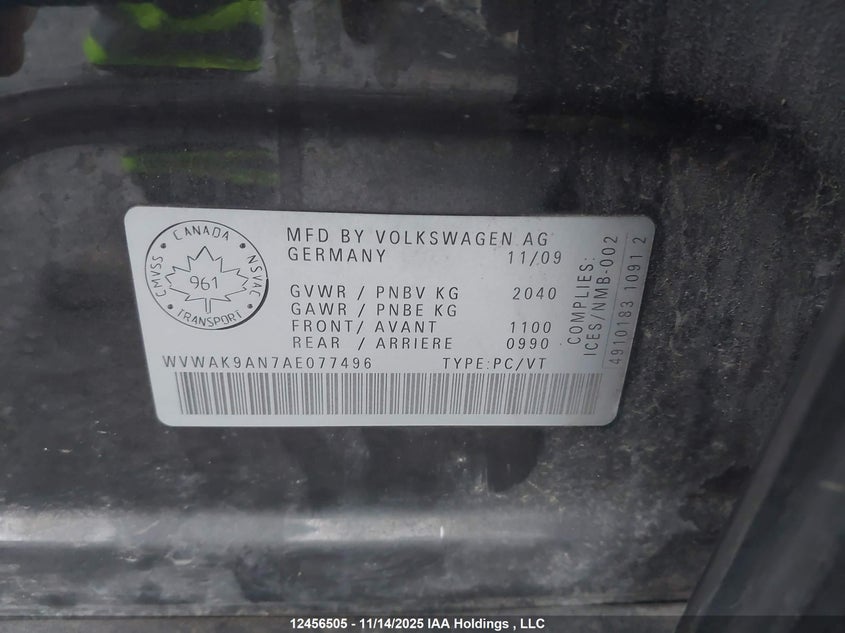 CANADA
CMVSS
NSVAC
961
TRANSPORT
MFD BY VOLKSWAGEN AG
GERMANY 11/09
GVWR / PNBV KG 2040
GAWR / PNBE KG
FRONT/ AVANT 1100
REAR / ARRIERE 0990
WVWAK9AN7AE077496 TYPE:PC/VT
COMPLIES:
ICES/NMB-002
4910183 1091 2
12456505 - 11/14/2025 IAA Holdings , LLC